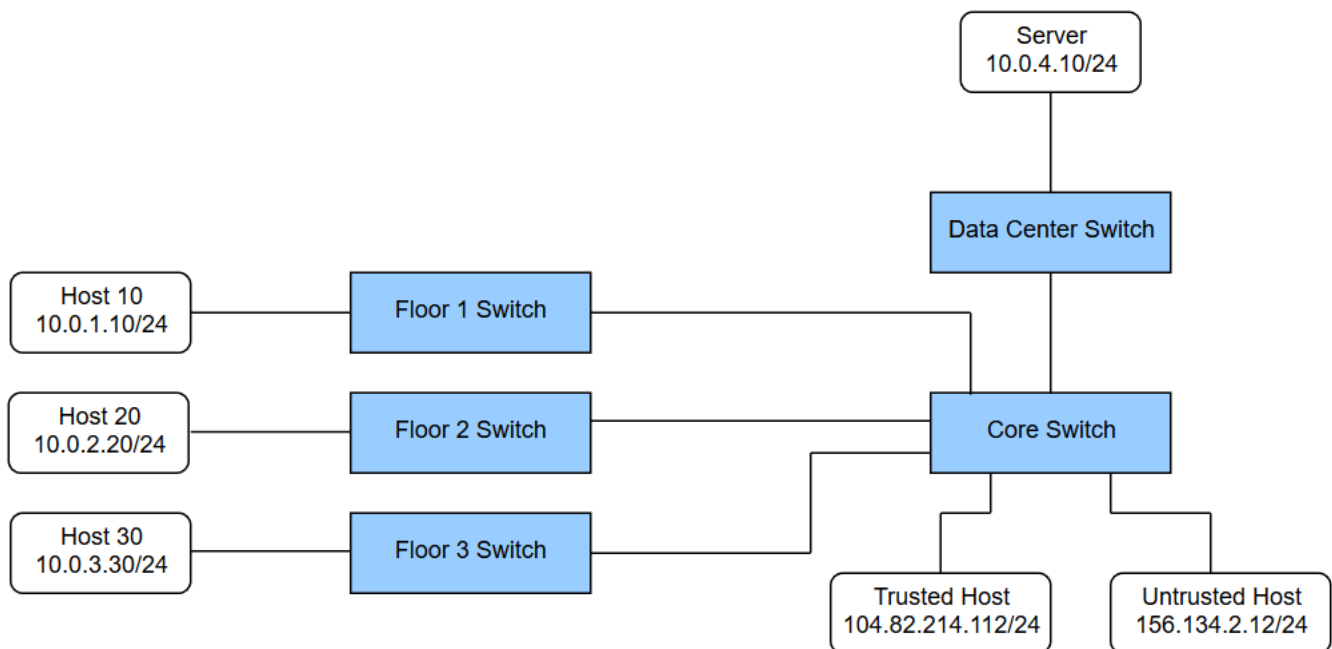 Server
10.0.4.10/24
Data Center Switch
Host 10
10.0.1.10/24
Floor 1 Switch
Host 20
10.0.2.20/24
Floor 2 Switch
Core Switch
Host 30
10.0.3.30/24
Floor 3 Switch
Trusted Host
104.82.214.112/24
Untrusted Host
156.134.2.12/24